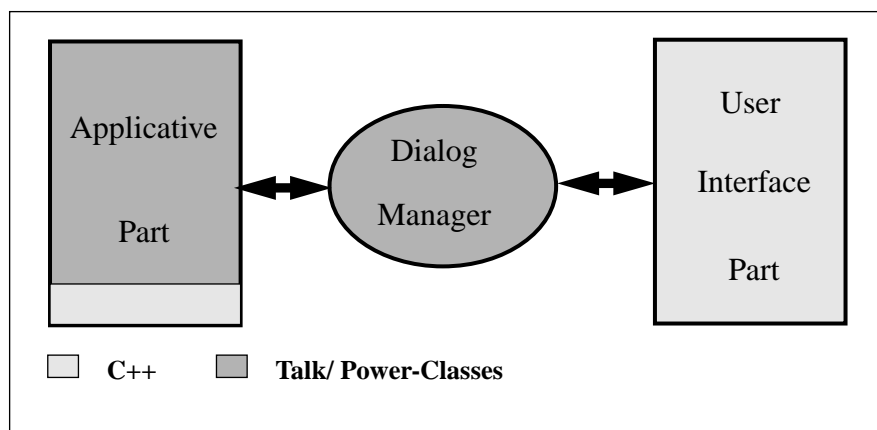 Applicative
Part
Dialog
Manager
User
Interface
Part
C++
Talk/ Power-Classes